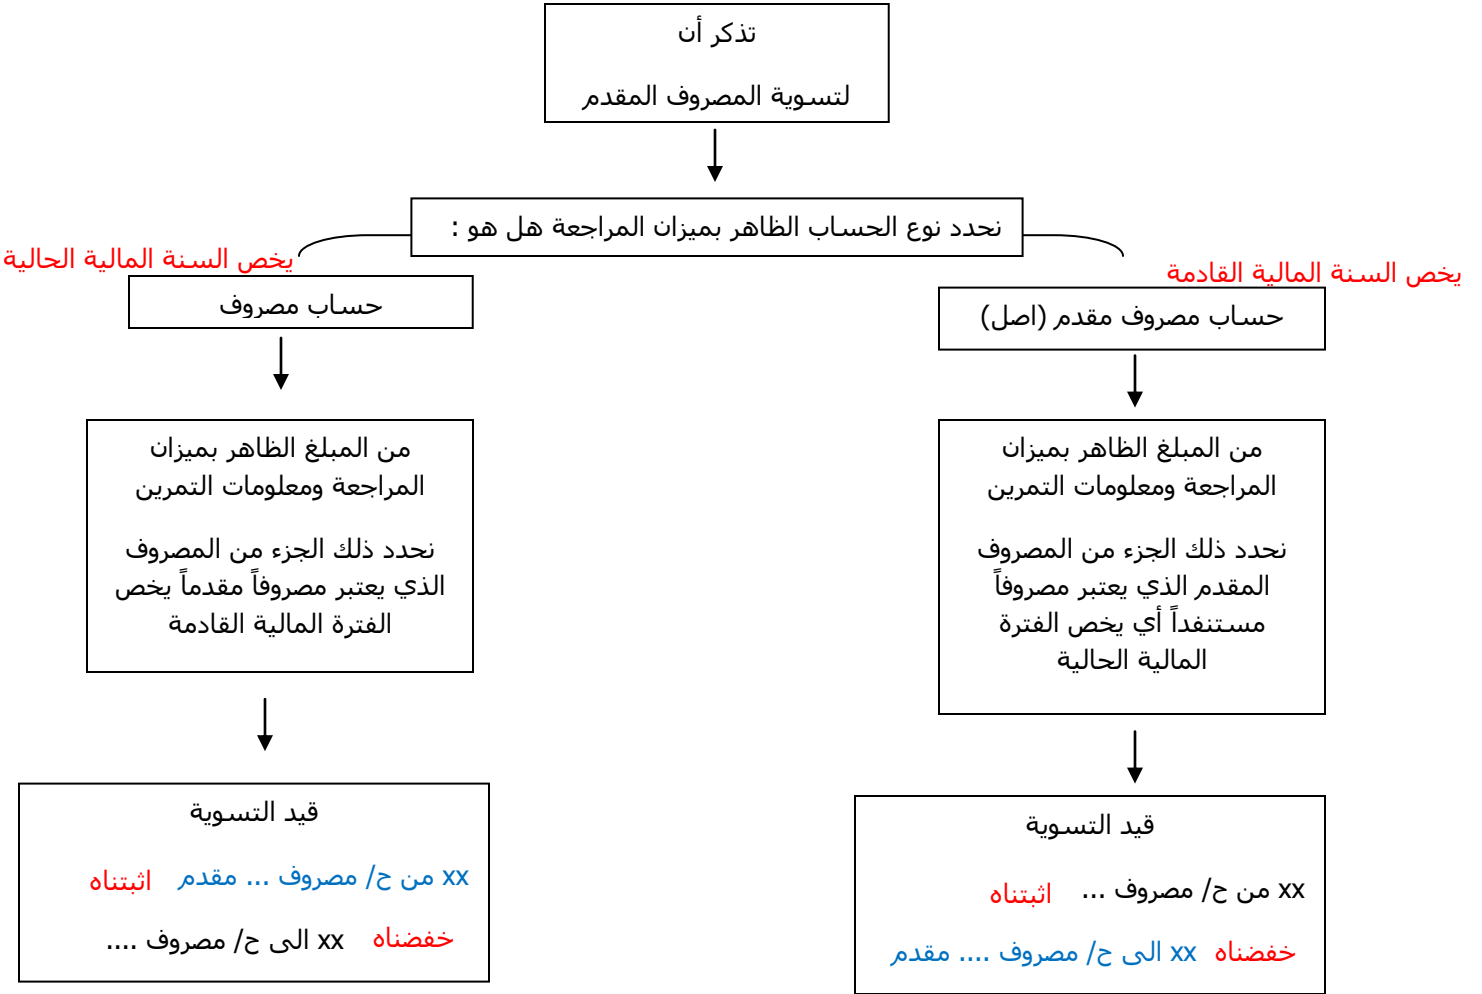 تذكر أن
لتسوية المصروف المقدم
نحدد نوع الحساب الظاهر بميزان المراجعة هل هو :
يخص السنة المالية القادمة
حساب مصروف مقدم (اصل)
من المبلغ الظاهر بميزان
المراجعة ومعلومات التمرين
نحدد ذلك الجزء من المصروف
المقدم الذي يعتبر مصروفاً
مستنفداً أي يخص الفترة
المالية الحالية
قيد التسوية
xx من ح/ مصروف ... اثبتناه
خفضناه xx الى ح/ مصروف .... مقدم
يخص السنة المالية الحالية
حساب مصروف
من المبلغ الظاهر بميزان
المراجعة ومعلومات التمرين
نحدد ذلك الجزء من المصروف
الذي يعتبر مصروفاً مقدماً يخص
الفترة المالية القادمة
قيد التسوية
xx من ح/ مصروف ... مقدم اثبتناه
خفضناه xx الى ح/ مصروف ....